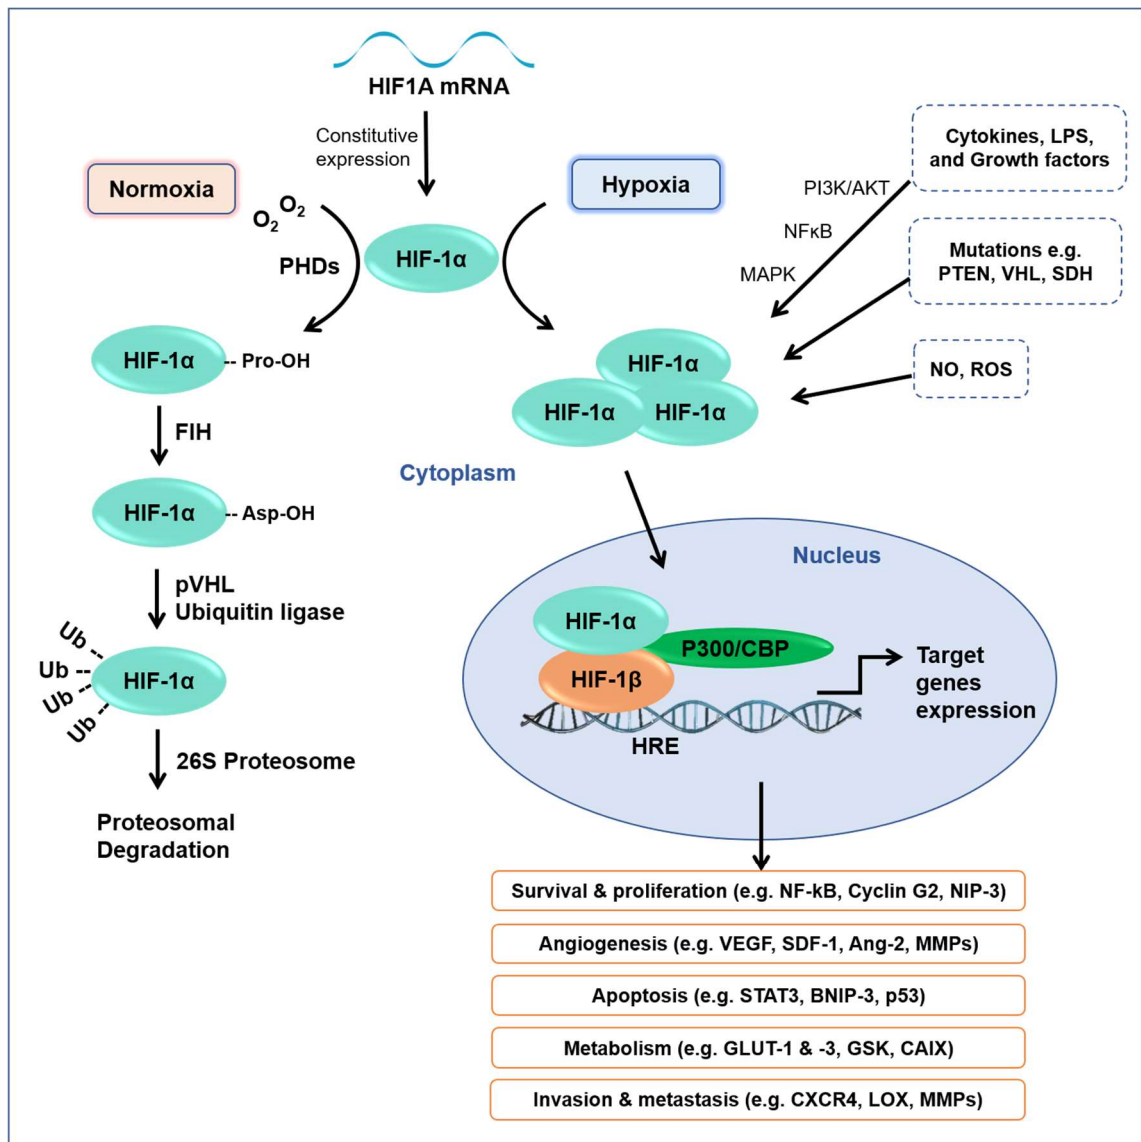 HIF1A mRNA
Constitutive
expression
Normoxia
Hypoxia
O2 O2
PHDs
HIF-1α
Cytokines, LPS,
and Growth factors
PI3K/AKT
NFκB
MAPK
Mutations e.g.
PTEN, VHL, SDH
NO, ROS
HIF-1α
Pro-OH
FIH
HIF-1α
Asp-OH
pVHL
Ubiquitin ligase
Ub
Ub
Ub
Ub
HIF-1α
26S Proteosome
Proteosomal
Degradation
HIF-1α
HIF-1α
HIF-1α
Cytoplasm
Nucleus
HIF-1α
P300/CBP
HIF-1β
HRE
Target
genes
expression
Survival & proliferation (e.g. NF-kB, Cyclin G2, NIP-3)
Angiogenesis (e.g. VEGF, SDF-1, Ang-2, MMPs)
Apoptosis (e.g. STAT3, BNIP-3, p53)
Metabolism (e.g. GLUT-1 & -3, GSK, CAIX)
Invasion & metastasis (e.g. CXCR4, LOX, MMPs)